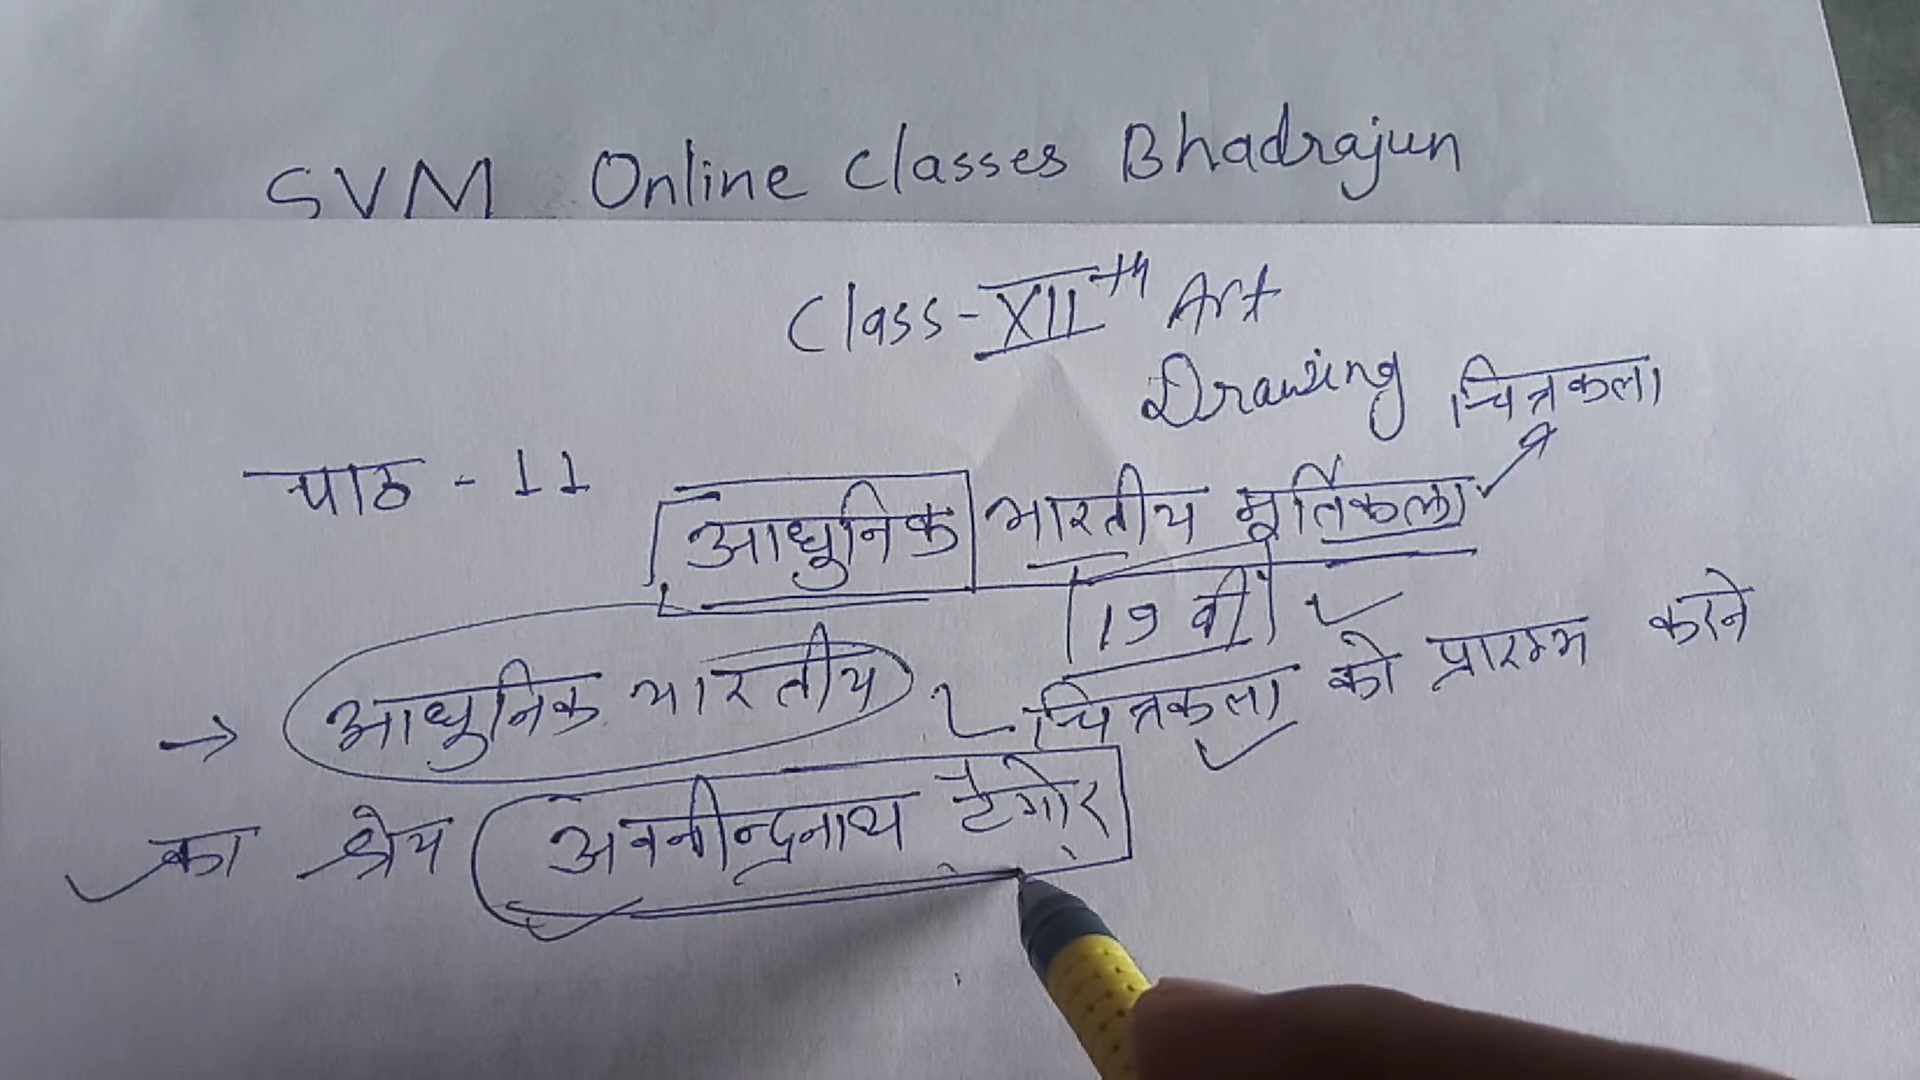 SVM Online Classes Bhadrajun
Class-XIIth Art
Drawing चित्रकला
पाठ - 11
आधुनिक भारतीय मूर्तिकला
19 वी
→ आधुनिक भारतीय चित्रकला को प्रारम्भ करने
का श्रेय अवनीन्द्रनाथ टैगोर